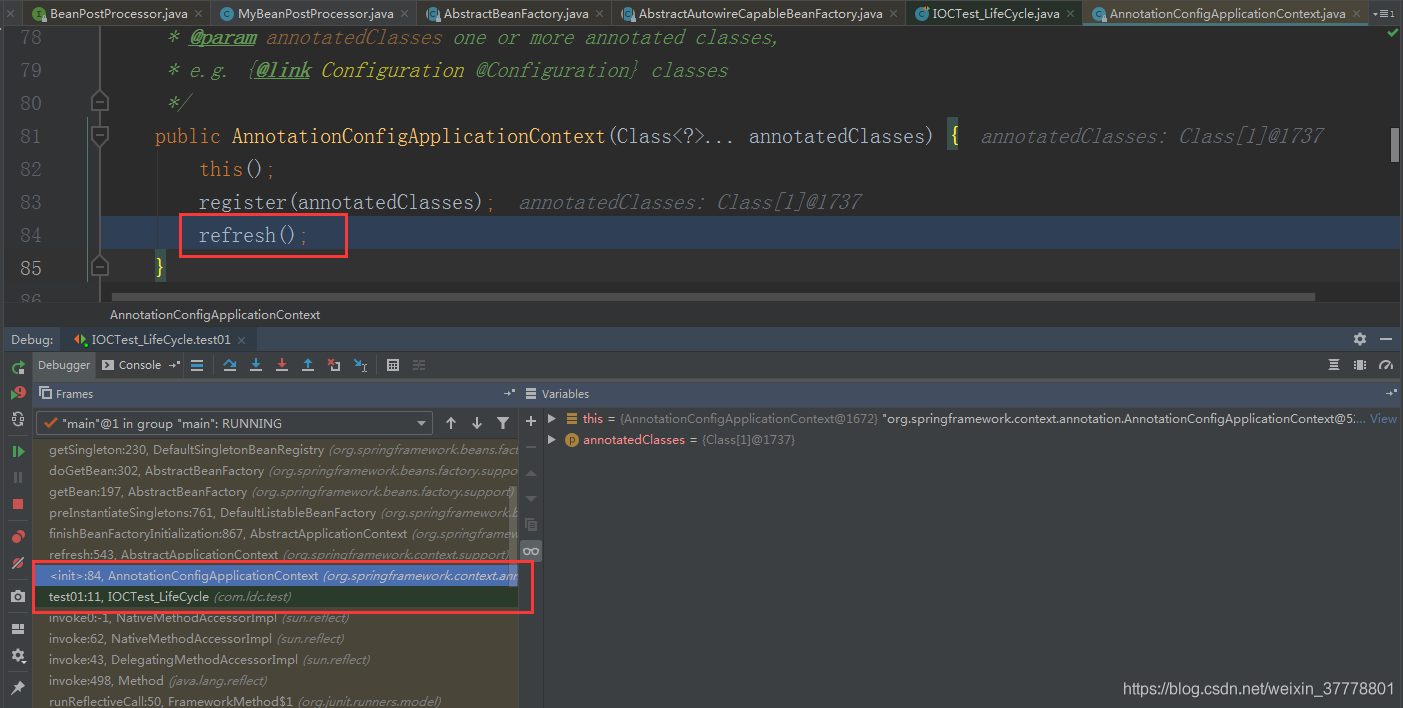 BeanPostProcessor.java MyBeanPostProcessor.java AbstractBeanFactory.java AbstractAutowireCapableBeanFactory.java IOCTest_LifeCycle.java AnnotationConfigApplicationContext.java 1
78 * @param annotatedClasses one or more annotated classes,
79 * e.g. {@link Configuration @Configuration} classes
80 */
81 public AnnotationConfigApplicationContext(Class<?>... annotatedClasses) { annotatedClasses: Class[1]@1737
82 this();
83 register(annotatedClasses); annotatedClasses: Class[1]@1737
84 refresh();
85 }
86
AnnotationConfigApplicationContext
Debug: IOCTest_LifeCycle.test01
Debugger Console
Frames
Variables
"main"@1 in group "main": RUNNING
this = {AnnotationConfigApplicationContext@1672} "org.springframework.context.annotation.AnnotationConfigApplicationContext@5... View
annotatedClasses = {Class[1]@1737}
getSingleton:230, DefaultSingletonBeanRegistry (org.springframework.beans.fact
doGetBean:302, AbstractBeanFactory (org.springframework.beans.factory.suppo
getBean:197, AbstractBeanFactory (org.springframework.beans.factory.support)
preInstantiateSingletons:761, DefaultListableBeanFactory (org.springframework.b
finishBeanFactoryInitialization:867, AbstractApplicationContext (org.springframew
refresh:543, AbstractApplicationContext (org.springframework.context.support)
<init>:84, AnnotationConfigApplicationContext (org.springframework.context.ann
test01:11, IOCTest_LifeCycle (com.ldc.test)
invoke0:-1, NativeMethodAccessorImpl (sun.reflect)
invoke:62, NativeMethodAccessorImpl (sun.reflect)
invoke:43, DelegatingMethodAccessorImpl (sun.reflect)
invoke:498, Method (java.lang.reflect)
runReflectiveCall:50, FrameworkMethod$1 (org.junit.runners.model)
https://blog.csdn.net/weixin_37778801